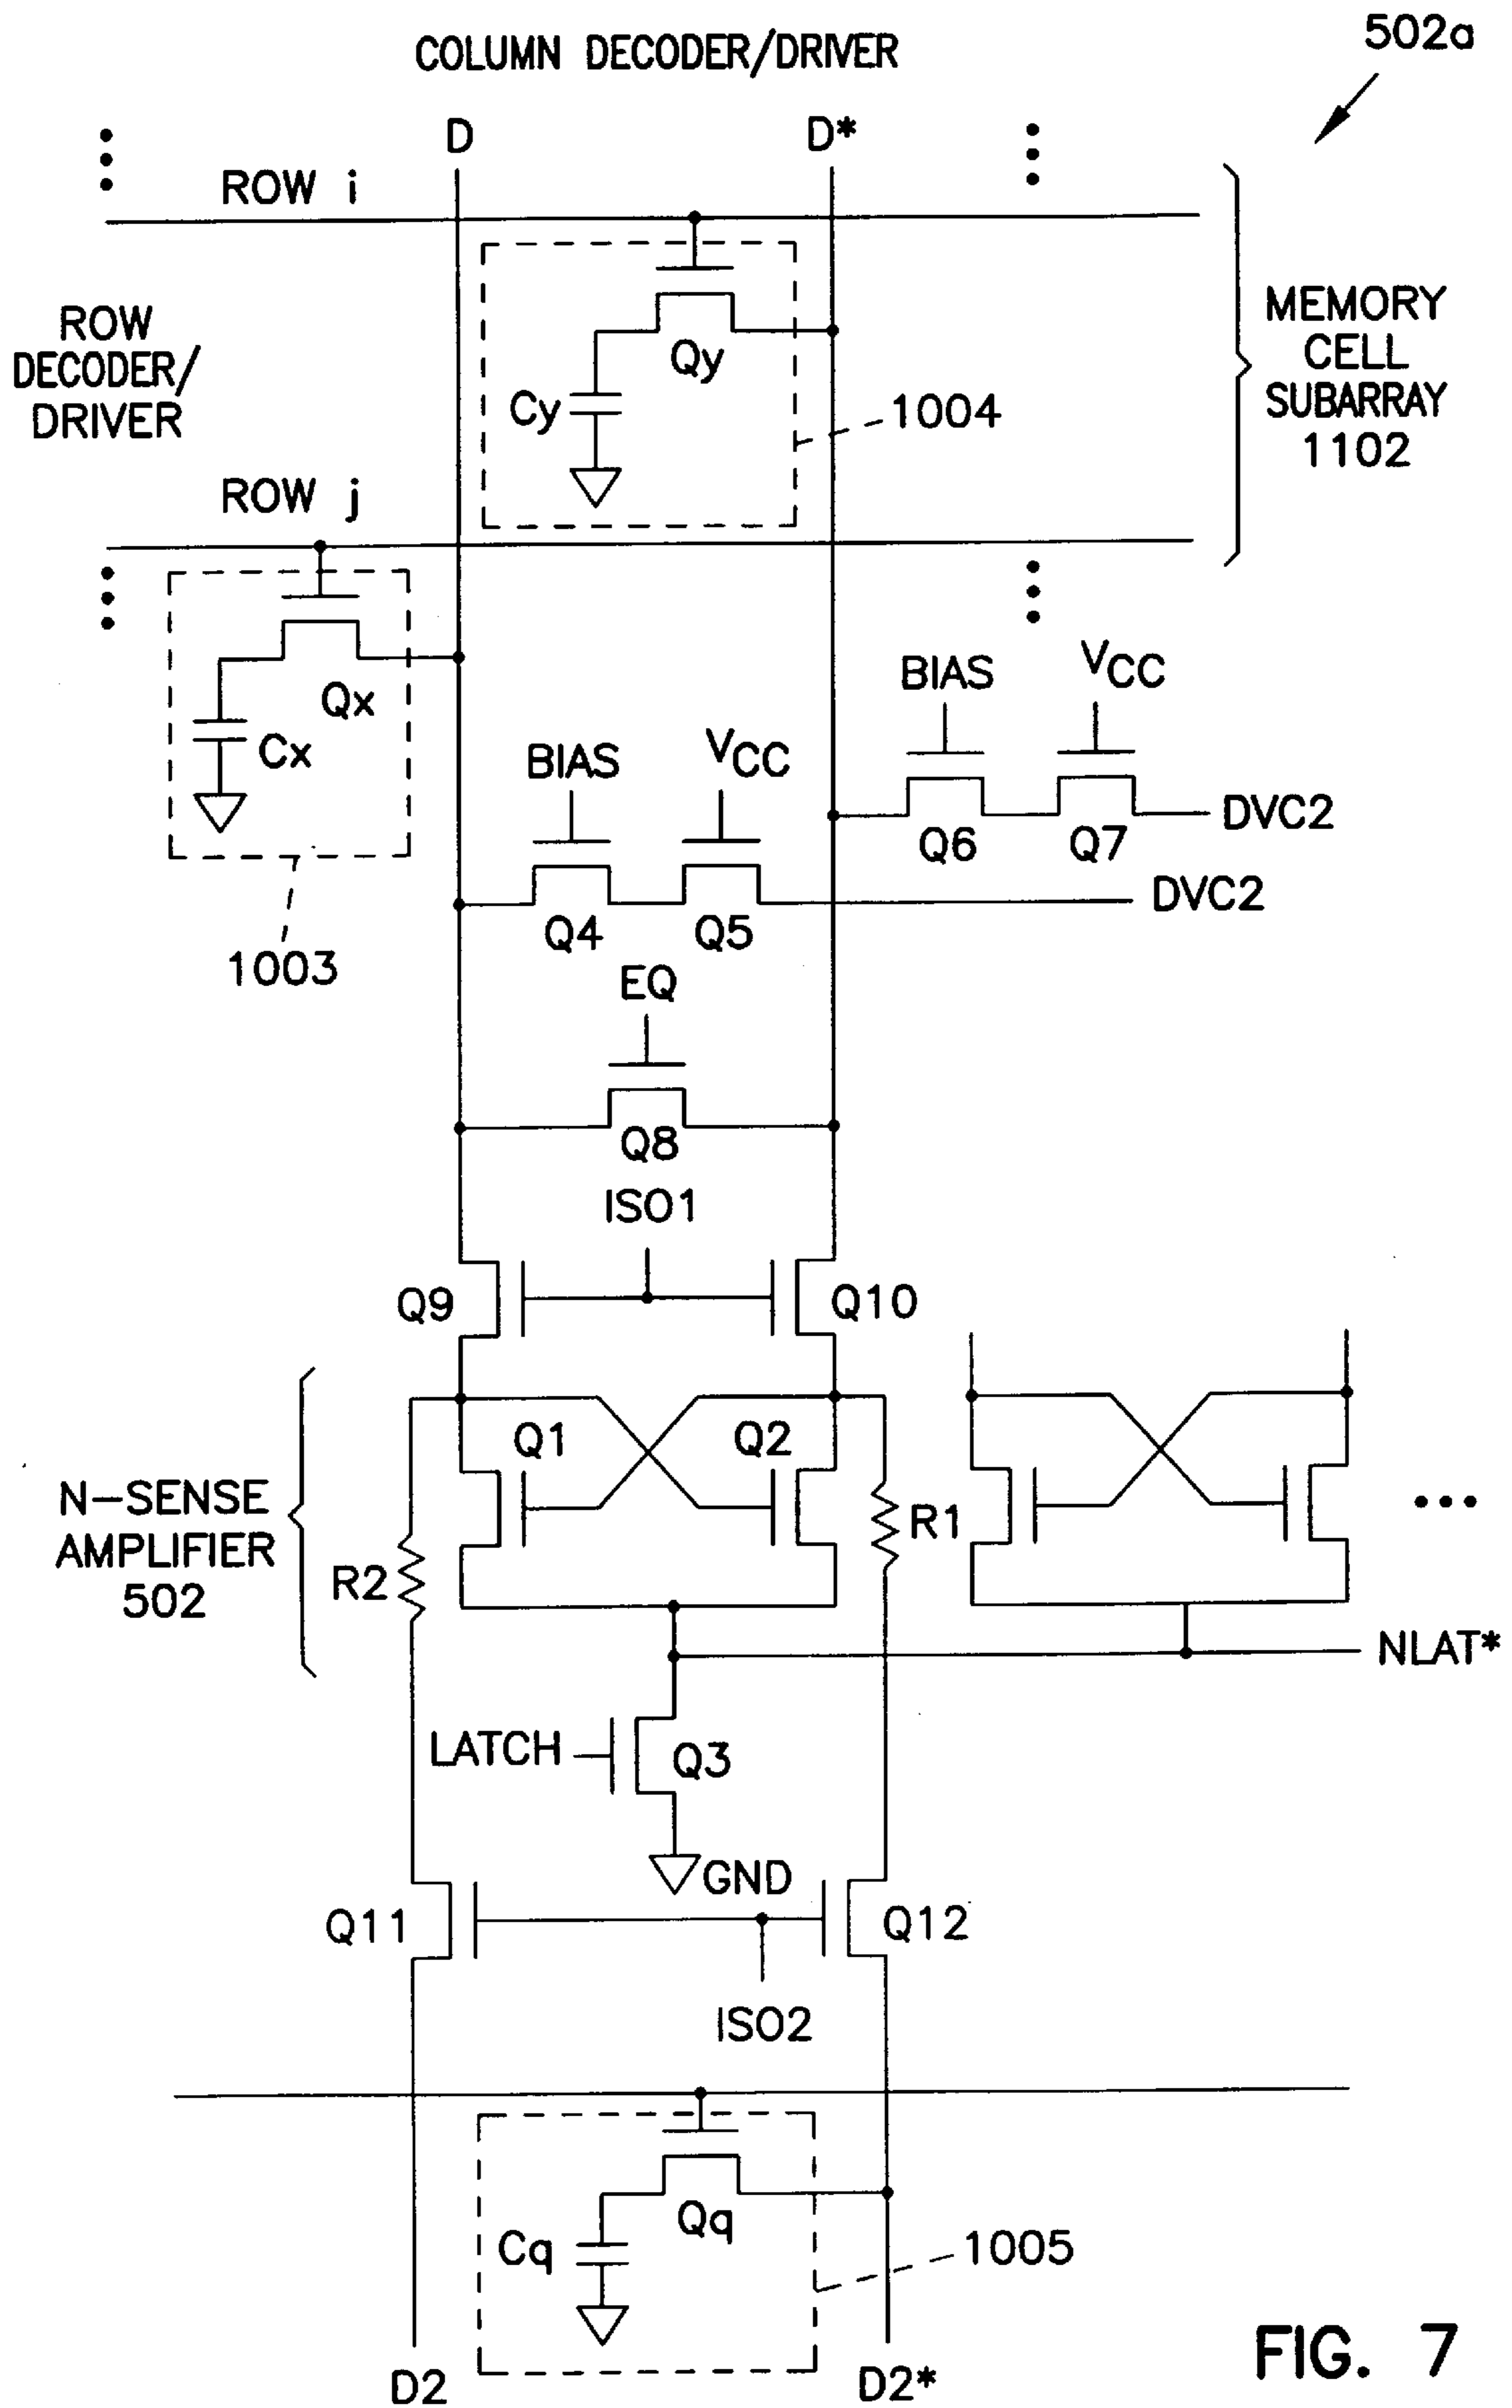 502a
COLUMN DECODER/DRIVER
D
D*
ROW i
ROW
DECODER/
DRIVER
MEMORY
CELL
SUBARRAY
1102
Qy
Cy
1004
ROW j
Qx
Cx
1003
BIAS
VCC
Q6
Q7
DVC2
BIAS
VCC
Q4
Q5
DVC2
EQ
Q8
ISO1
Q9
Q10
N-SENSE
AMPLIFIER
502
Q1
Q2
R1
R2
NLAT*
LATCH
Q3
GND
Q11
Q12
ISO2
Qq
Cq
1005
D2
D2*
FIG. 7